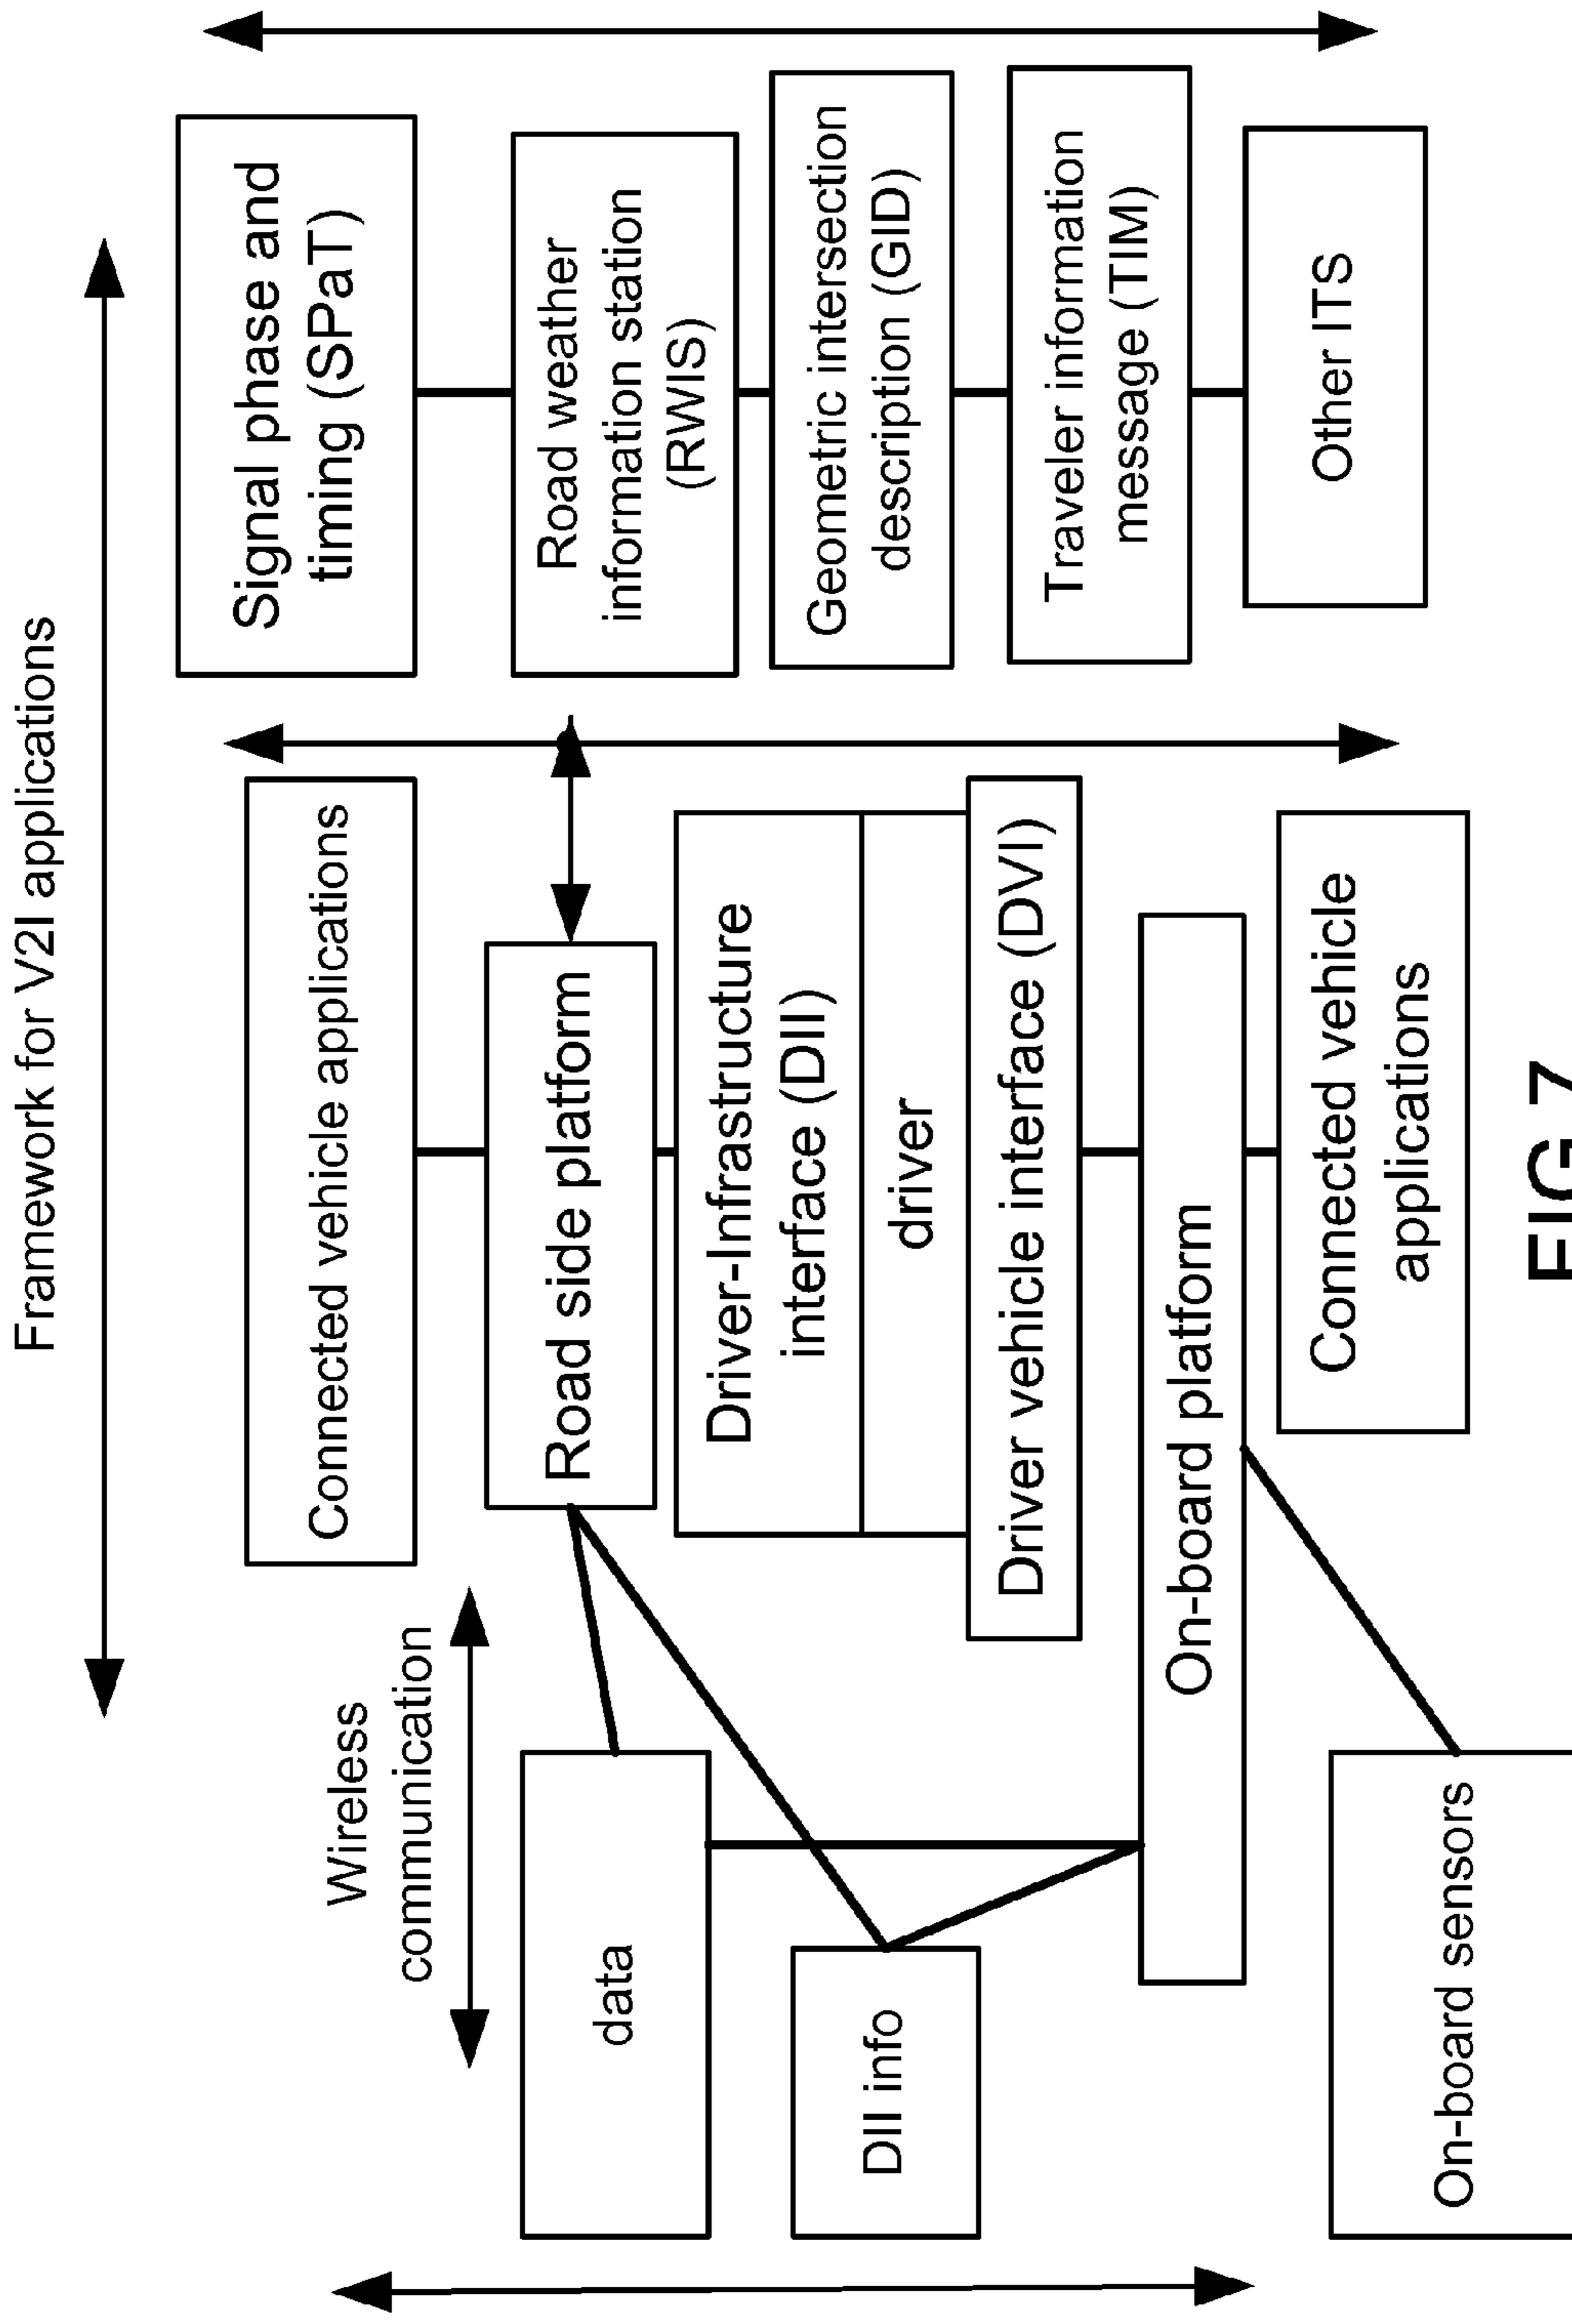 Framework for V2I applications
Wireless
communication
data
DII info
On-board sensors
Connected vehicle applications
Road side platform
Driver-Infrastructure
interface (DII)
driver
Driver vehicle interface (DVI)
On-board platform
Connected vehicle
applications
Signal phase and
timing (SPaT)
Road weather
information station
(RWIS)
Geometric intersection
description (GID)
Traveler information
message (TIM)
Other ITS
FIG 7